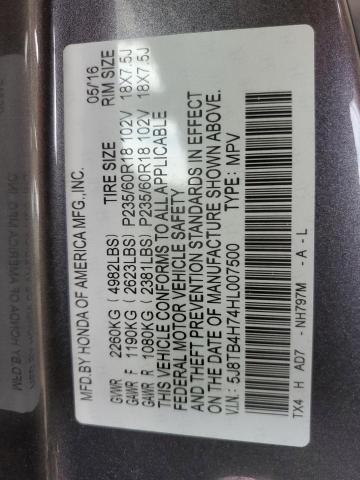 MFD.BY HONDA OF AMERICA MFG.,INC. 05/16
TIRE SIZE RIM SIZE
GVWR 2260KG (4982LBS)
GAWR F 1190KG (2623LBS) P235/60R18 102V 18X7.5J
GAWR R 1080KG (2381LBS) P235/60R18 102V 18X7.5J
THIS VEHICLE CONFORMS TO ALL APPLICABLE
FEDERAL MOTOR VEHICLE SAFETY
AND THEFT PREVENTION STANDARDS IN EFFECT
ON THE DATE OF MANUFACTURE SHOWN ABOVE.
V.I.N.: 5J8TB4H74HL007500 TYPE: MPV
TX4 H AD7 - NH797M - A - L